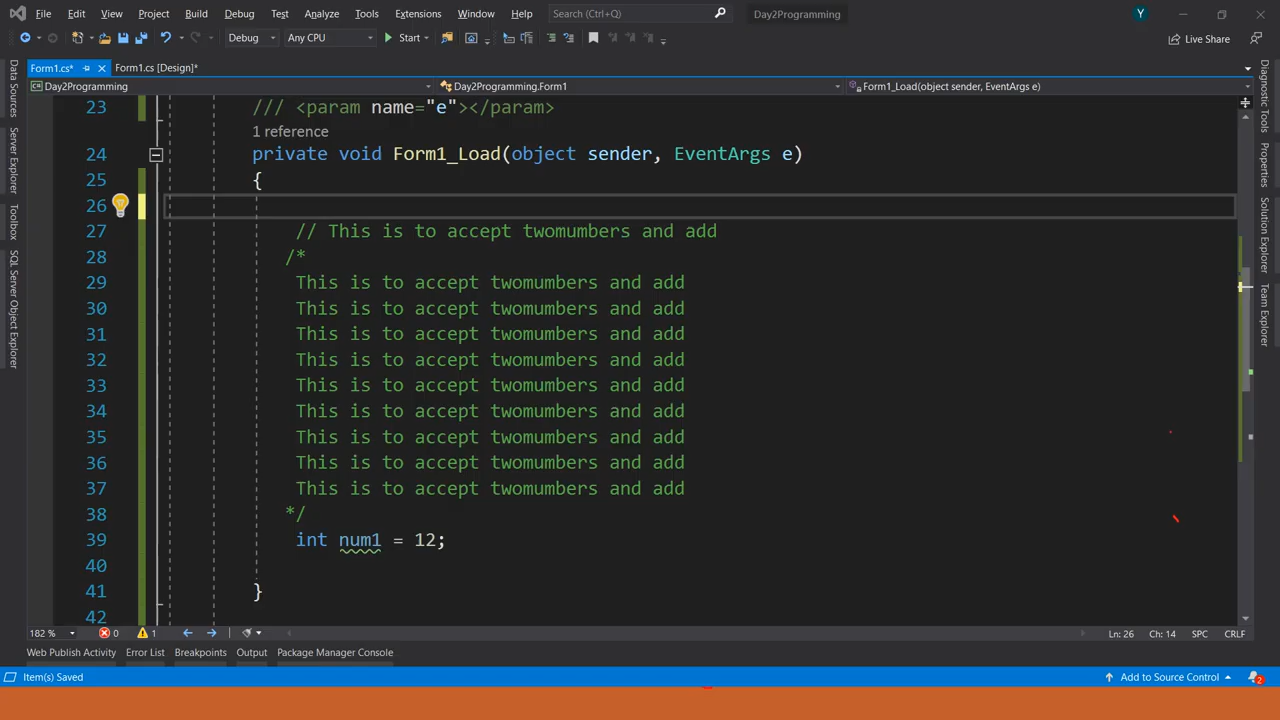 File Edit View Project Build Debug Test Analyze Tools Extensions Window Help Search (Ctrl+Q) Day2Programming Y
Debug Any CPU Start Live Share
Form1.cs* Form1.cs [Design]*
Day2Programming Day2Programming.Form1 Form1_Load(object sender, EventArgs e)
23 /// <param name="e"></param>
1 reference
24 private void Form1_Load(object sender, EventArgs e)
25 {
26
27 // This is to accept twomumbers and add
28 /*
29 This is to accept twomumbers and add
30 This is to accept twomumbers and add
31 This is to accept twomumbers and add
32 This is to accept twomumbers and add
33 This is to accept twomumbers and add
34 This is to accept twomumbers and add
35 This is to accept twomumbers and add
36 This is to accept twomumbers and add
37 This is to accept twomumbers and add
38 */
39 int num1 = 12;
40
41 }
42
Data Sources
Server Explorer
Toolbox
SQL Server Object Explorer
Diagnostic Tools
Properties
Solution Explorer
Team Explorer
182 % 0 1 Ln: 26 Ch: 14 SPC CRLF
Web Publish Activity Error List Breakpoints Output Package Manager Console
Item(s) Saved Add to Source Control 2